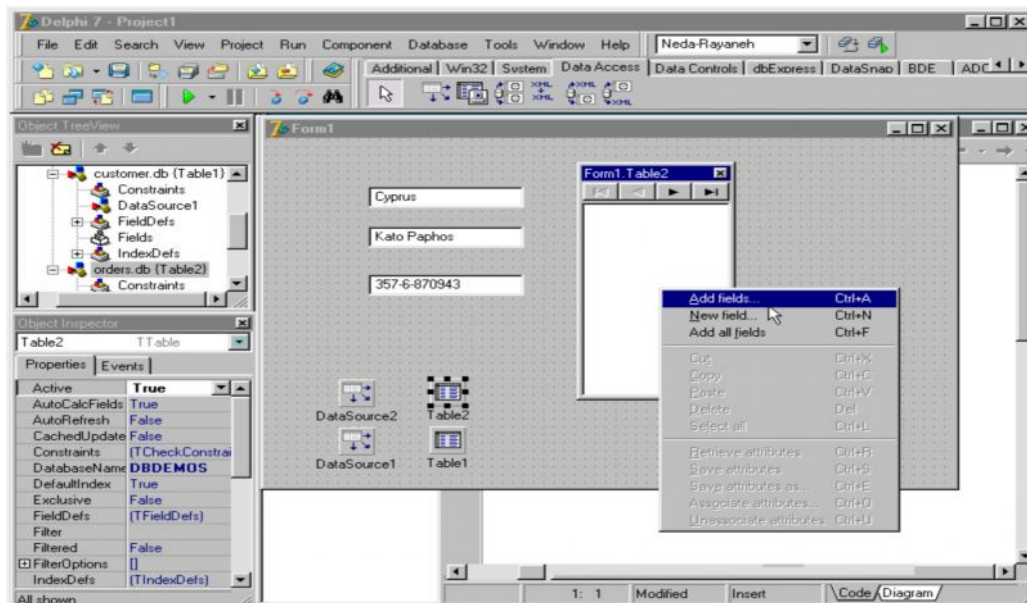 Delphi 7 - Project1
File Edit Search View Project Run Component Database Tools Window Help
Neda-Rayaneh
Additional Win32 System Data Access Data Controls dbExpress DataSnap BDE ADO
Object TreeView
customer.db {Table1}
Constraints
DataSource1
FieldDefs
Fields
IndexDefs
orders.db {Table2}
Constraints
Object Inspector
Table2 TTable
Properties Events
Active True
AutoCalcFields True
AutoRefresh False
CachedUpdate False
Constraints (TCheckConstrai
DatabaseName DBDEMOS
DefaultIndex True
Exclusive False
FieldDefs (TFieldDefs)
Filter
Filtered False
FilterOptions []
IndexDefs (TIndexDefs)
All shown
Form1
Cyprus
Kato Paphos
357-6-870943
DataSource2 Table2
DataSource1 Table1
Form1.Table2
Add fields... Ctrl+A
New field... Ctrl+N
Add all fields Ctrl+F
Cut Ctrl+X
Copy Ctrl+C
Paste Ctrl+V
Delete Del
Select all Ctrl+L
Retrieve attributes Ctrl+R
Save attributes Ctrl+S
Save attributes as... Ctrl+E
Associate attributes... Ctrl+O
Unassociate attributes Ctrl+U
1: 1 Modified Insert Code Diagram